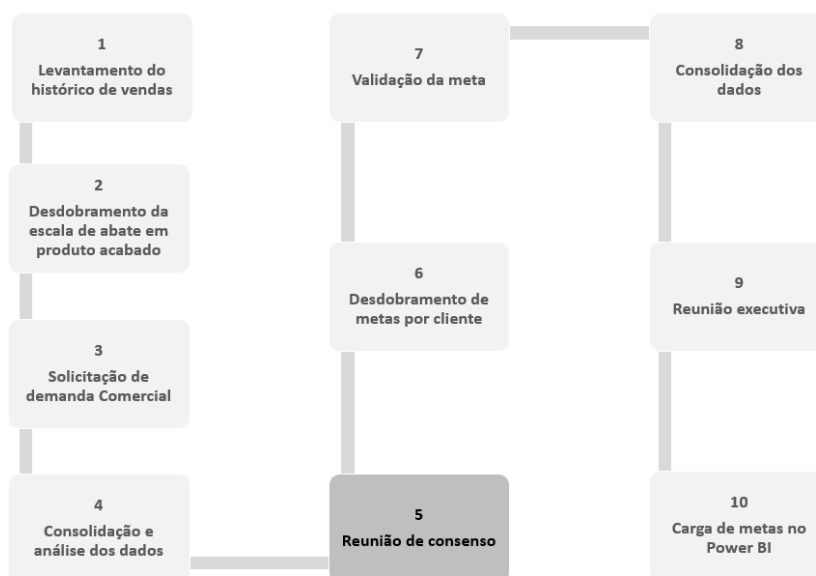 1
Levantamento do
histórico de vendas
2
Desdobramento da
escala de abate em
produto acabado
3
Solicitação de
demanda Comercial
4
Consolidação e
análise dos dados
5
Reunião de consenso
6
Desdobramento de
metas por cliente
7
Validação da meta
8
Consolidação dos
dados
9
Reunião executiva
10
Carga de metas no
Power BI